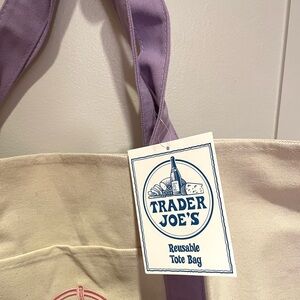 TRADER
JOE'S
Reusable
Tote Bag